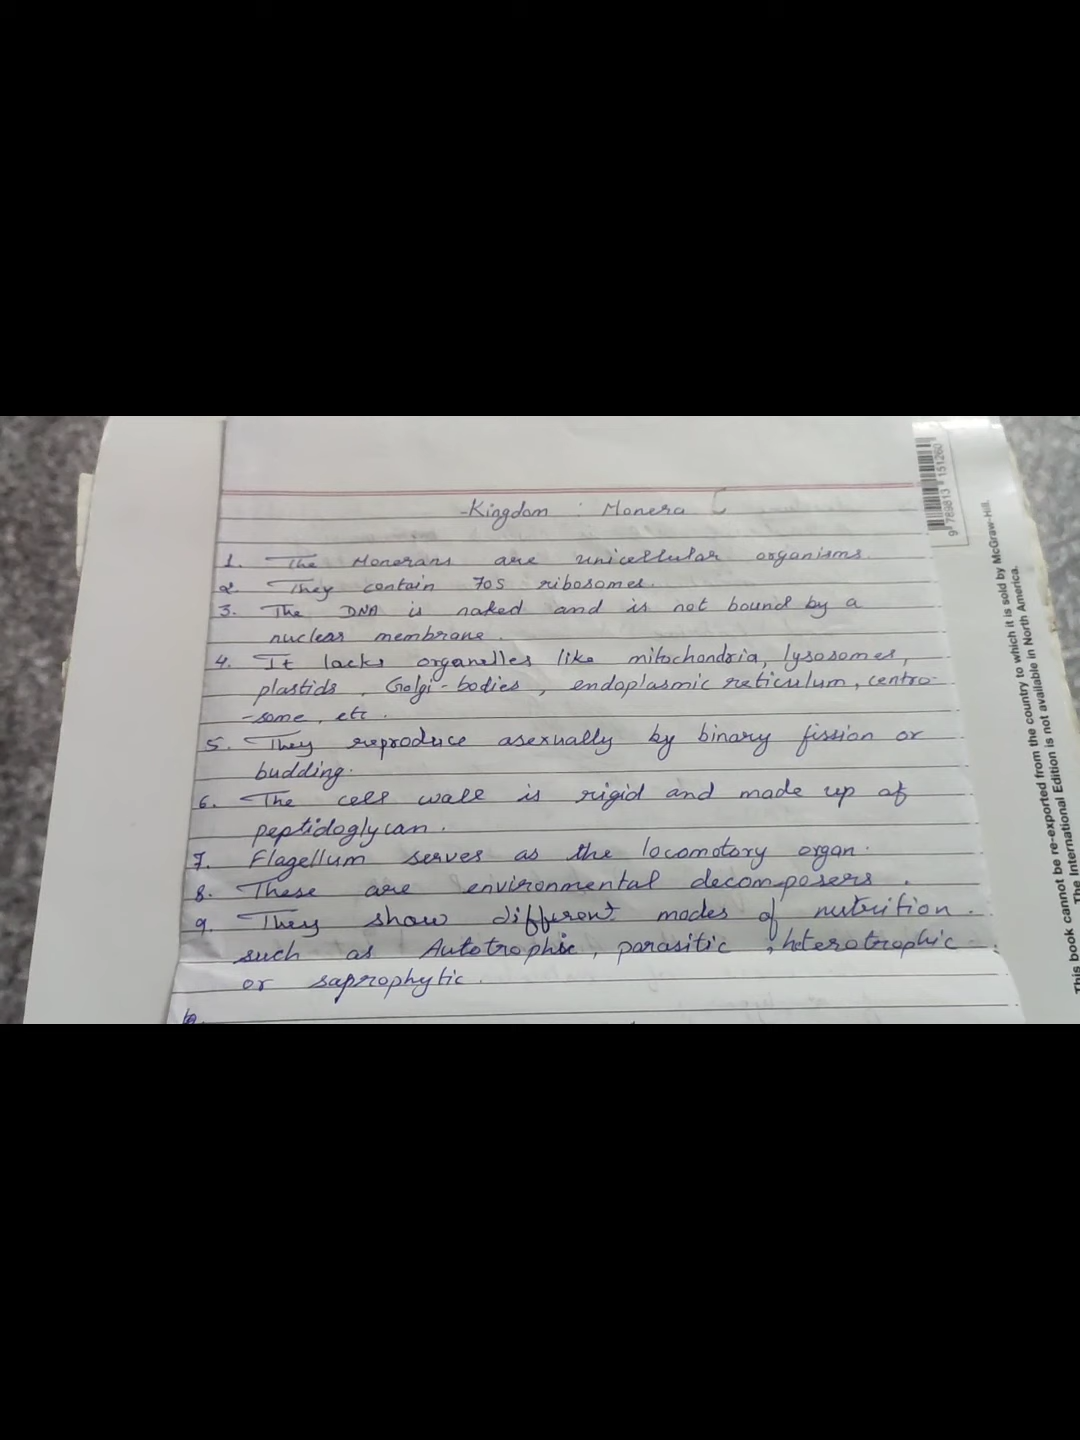 Kingdom : Monera
1. The Monerans are unicellular organisms.
2. They contain 70S ribosomes.
3. The DNA is naked and is not bound by a
nuclear membrane.
4. It lacks organelles like mitochondria, lysosomes,
plastids, Golgi-bodies, endoplasmic reticulum, centro-
-some, etc.
5. They reproduce asexually by binary fission or
budding.
6. The cell wall is rigid and made up of
peptidoglycan.
7. Flagellum serves as the locomotory organ.
8. These are environmental decomposers.
9. They show different modes of nutrition.
such as Autotrophic, parasitic, heterotrophic
or saprophytic.
10.
9 789813 151260
This book cannot be re-exported from the country to which it is sold by McGraw-Hill.
The International Edition is not available in North America.